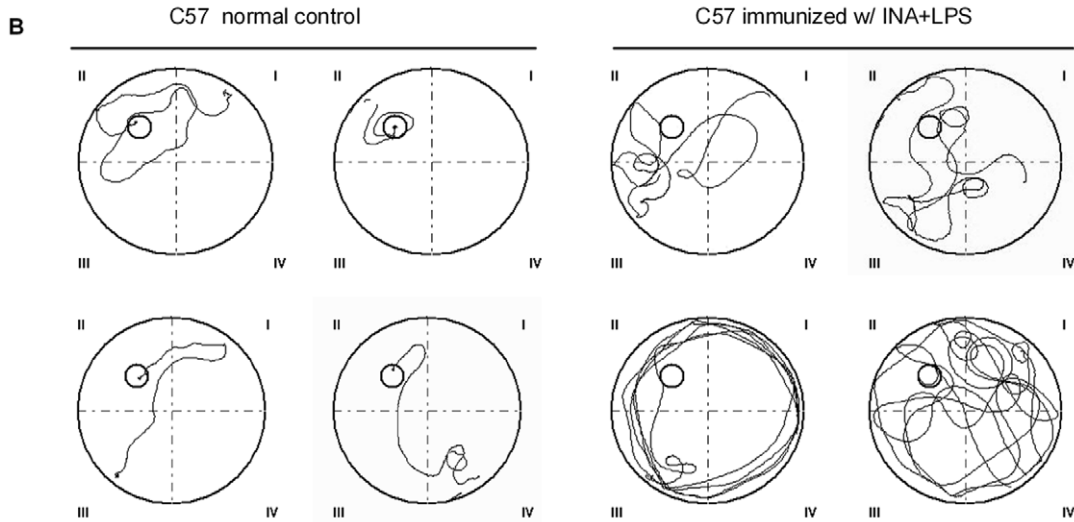 B
C57 normal control
C57 immunized w/ INA+LPS
II I II I II I II I
III IV III IV III IV III IV
II I II I II I II I
III IV III IV III IV III IV